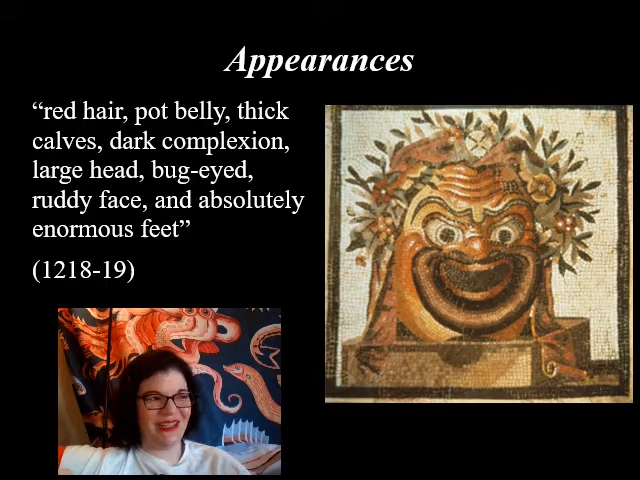 Appearances
“red hair, pot belly, thick
calves, dark complexion,
large head, bug-eyed,
ruddy face, and absolutely
enormous feet”
(1218-19)